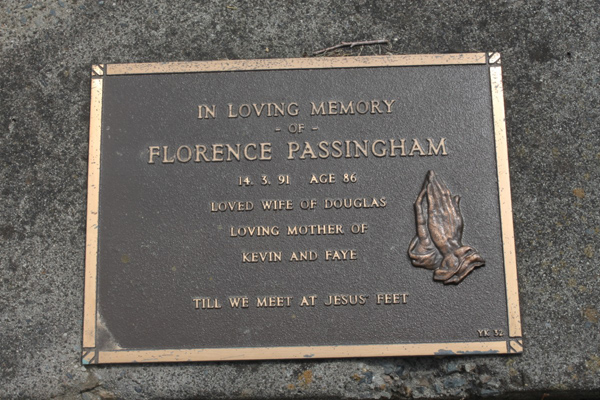 IN LOVING MEMORY
- OF -
FLORENCE PASSINGHAM
14. 3. 91 AGE 86
LOVED WIFE OF DOUGLAS
LOVING MOTHER OF
KEVIN AND FAYE
TILL WE MEET AT JESUS' FEET
YK 32